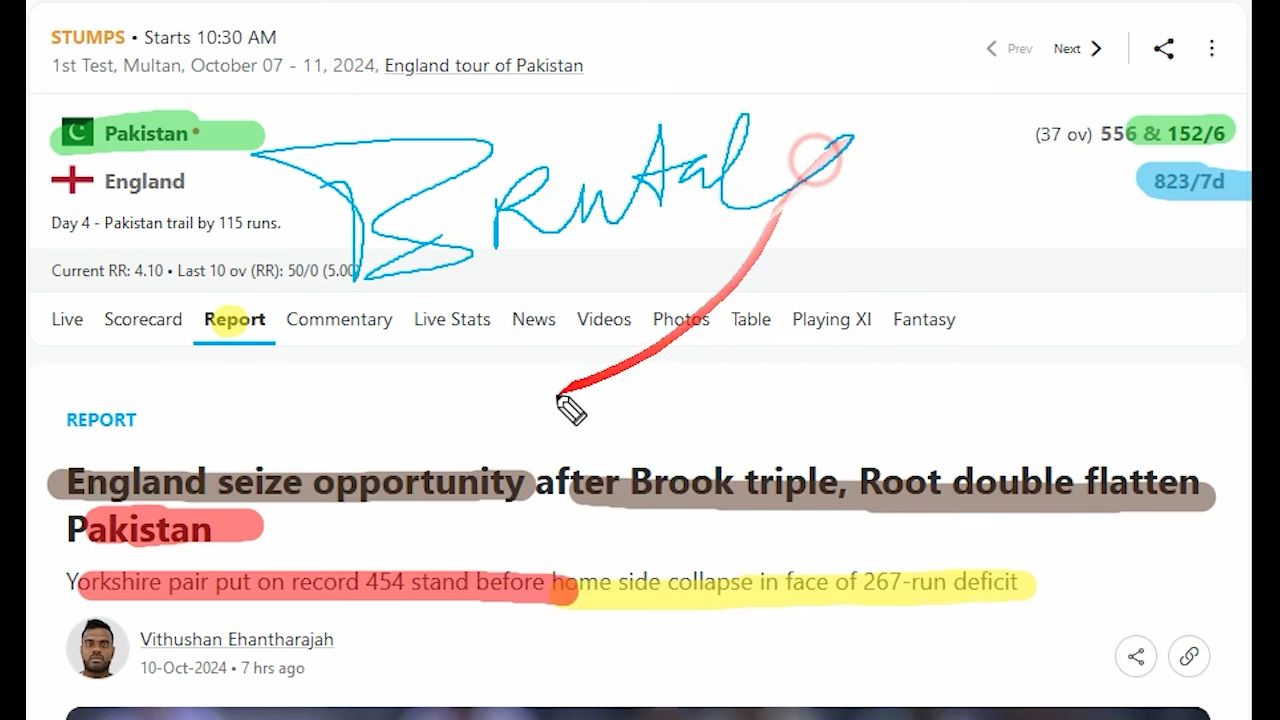 STUMPS • Starts 10:30 AM
Prev Next
1st Test, Multan, October 07 - 11, 2024, England tour of Pakistan
Pakistan • (37 ov) 556 & 152/6
England 823/7d
Brutal
Day 4 - Pakistan trail by 115 runs.
Current RR: 4.10 • Last 10 ov (RR): 50/0 (5.00)
Live Scorecard Report Commentary Live Stats News Videos Photos Table Playing XI Fantasy
REPORT
England seize opportunity after Brook triple, Root double flatten
Pakistan
Yorkshire pair put on record 454 stand before home side collapse in face of 267-run deficit
Vithushan Ehantharajah
10-Oct-2024 • 7 hrs ago